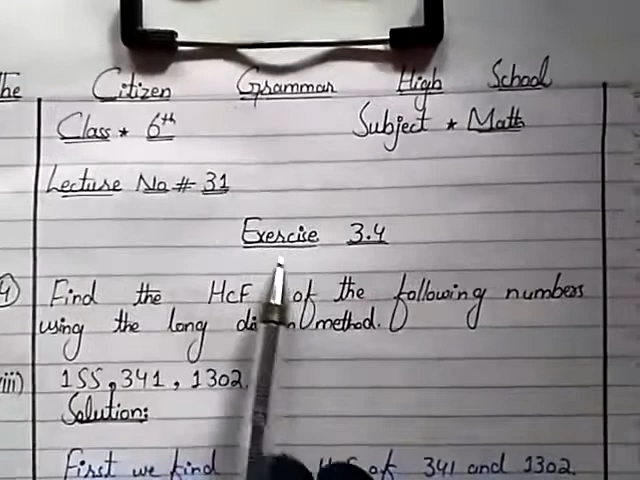 The Citizen Grammar High School
Class * 6th Subject * Math
Lecture No # 31
Exercise 3.4
4) Find the HCF of the following numbers
using the long method.
iii) 155, 341, 1302.
Solution:
First we find HCF of 341 and 1302.